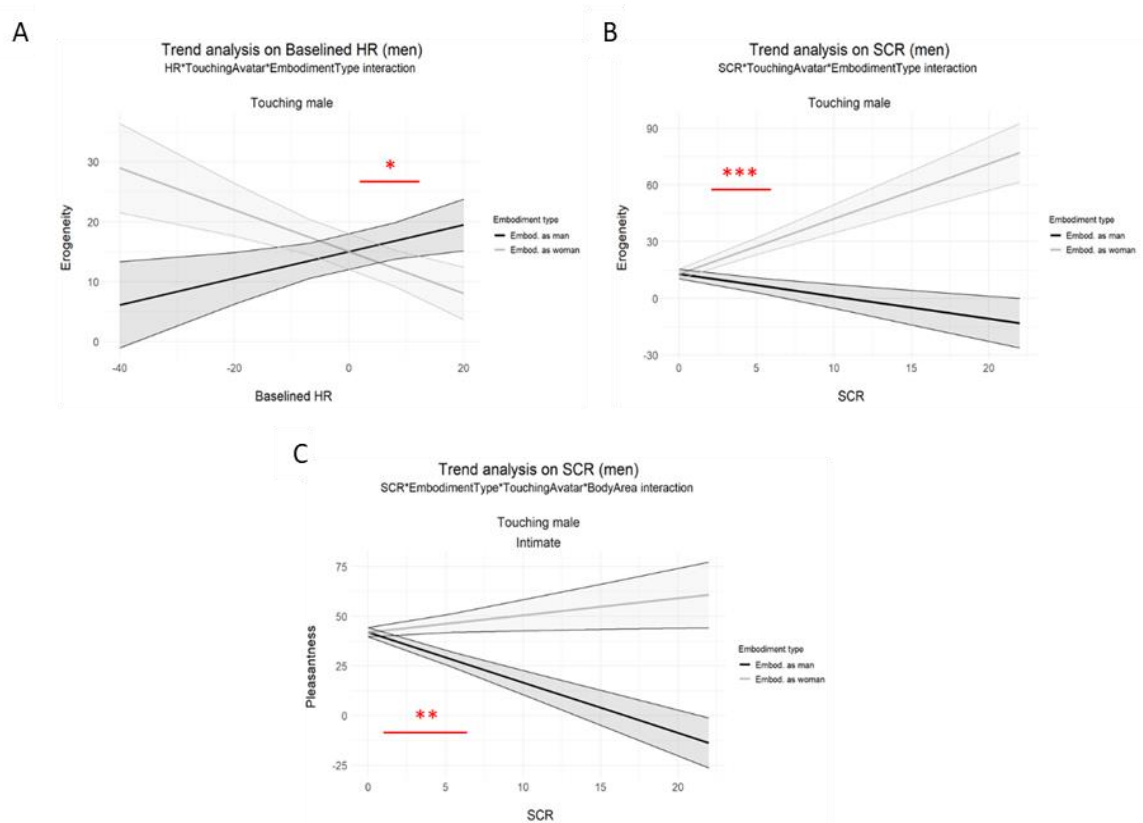 A
Trend analysis on Baselined HR (men)
HR*TouchingAvatar*EmbodimentType interaction
Touching male
*
Erogeneity
30
20
10
0
-40
-20
0
20
Baselined HR
Embodiment type
Embod. as man
Embod. as woman
B
Trend analysis on SCR (men)
SCR*TouchingAvatar*EmbodimentType interaction
Touching male
***
Erogeneity
90
60
30
0
-30
0
5
10
15
20
SCR
Embodiment type
Embod. as man
Embod. as woman
C
Trend analysis on SCR (men)
SCR*EmbodimentType*TouchingAvatar*BodyArea interaction
Touching male
Intimate
**
Pleasantness
75
50
25
0
-25
0
5
10
15
20
SCR
Embodiment type
Embod. as man
Embod. as woman